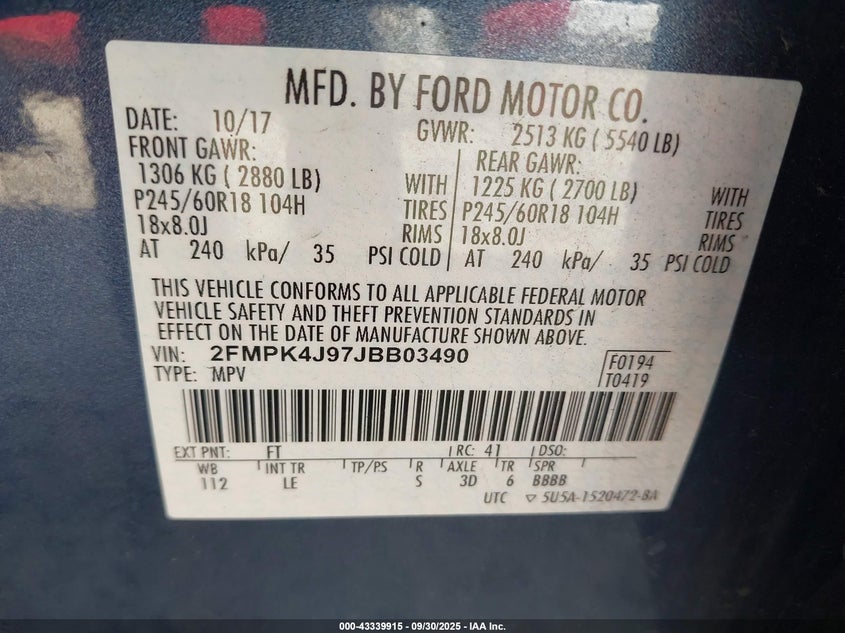 MFD. BY FORD MOTOR CO.
DATE: 10/17
GVWR: 2513 KG ( 5540 LB)
FRONT GAWR:
1306 KG ( 2880 LB) WITH
P245/60R18 104H TIRES
18x8.0J RIMS
AT 240 kPa/ 35 PSI COLD
REAR GAWR:
1225 KG ( 2700 LB) WITH
P245/60R18 104H TIRES
18x8.0J RIMS
AT 240 kPa/ 35 PSI COLD
THIS VEHICLE CONFORMS TO ALL APPLICABLE FEDERAL MOTOR
VEHICLE SAFETY AND THEFT PREVENTION STANDARDS IN
EFFECT ON THE DATE OF MANUFACTURE SHOWN ABOVE.
VIN: 2FMPK4J97JBB03490
TYPE: MPV
F0194
T0419
EXT PNT: FT RC: 41 DSO:
WB INT TR TP/PS R AXLE TR SPR
112 LE S 3D 6 BBBB
UTC ▽ 5U5A-1520472-BA
000-43339915 - 09/30/2025 - IAA Inc.